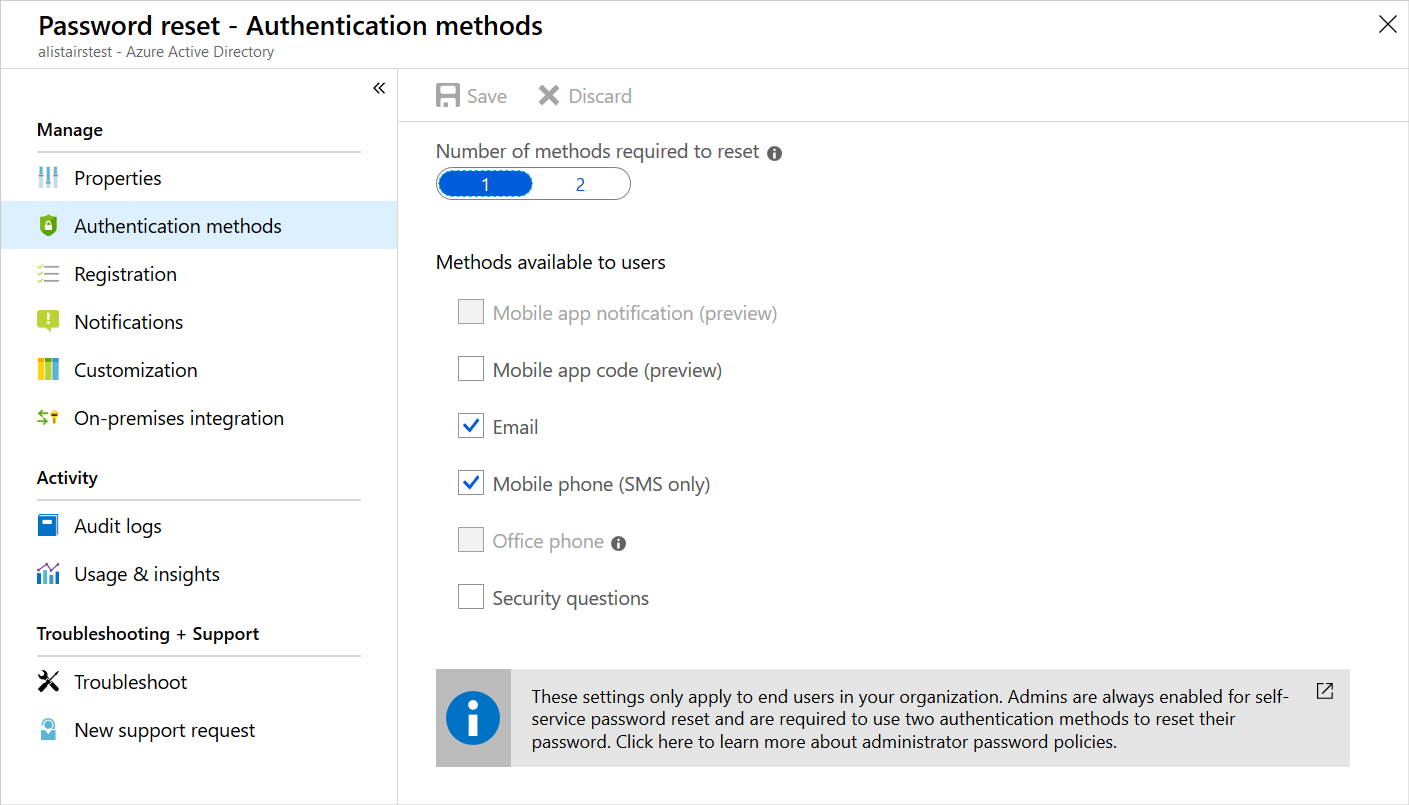 Password reset - Authentication methods
alistairstest - Azure Active Directory
Manage
Properties
Authentication methods
Registration
Notifications
Customization
On-premises integration
Activity
Audit logs
Usage & insights
Troubleshooting + Support
Troubleshoot
New support request
Save
Discard
Number of methods required to reset
1
2
Methods available to users
Mobile app notification (preview)
Mobile app code (preview)
Email
Mobile phone (SMS only)
Office phone
Security questions
These settings only apply to end users in your organization. Admins are always enabled for self-
service password reset and are required to use two authentication methods to reset their
password. Click here to learn more about administrator password policies.